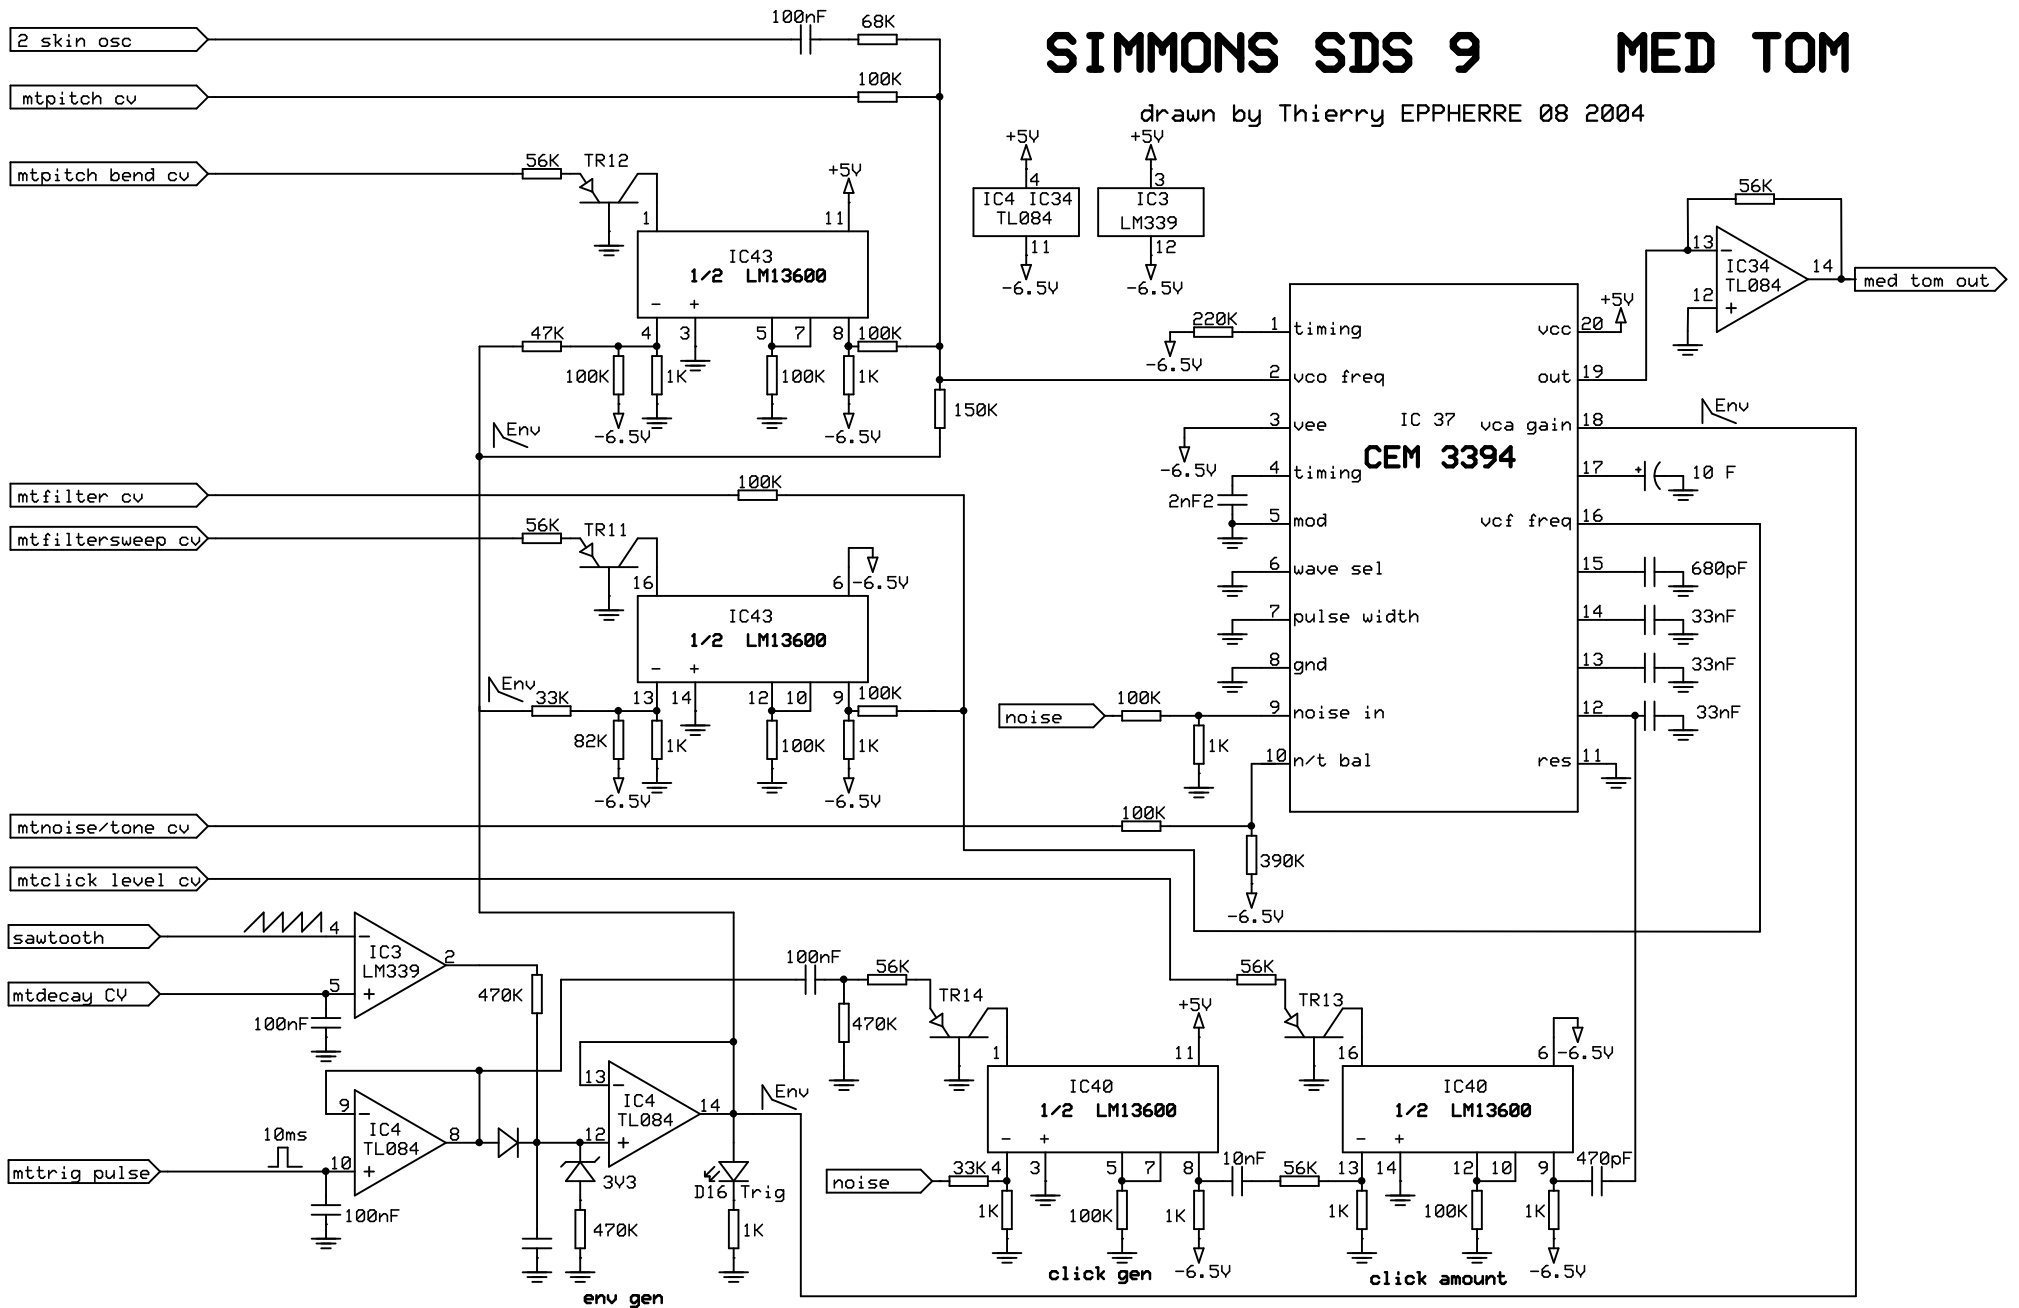 SIMMONS SDS 9 MED TOM
drawn by Thierry EPPHERRE 08 2004
2 skin osc
100nF
68K
mtpitch cv
100K
mtpitch bend cv
56K
TR12
+5V
1
11
IC43
1/2 LM13600
- +
4
3
5
7
8
47K
100K
1K
100K
1K
100K
-6.5V
-6.5V
150K
Env
+5V
4
IC4 IC34
TL084
11
-6.5V
+5V
3
IC3
LM339
12
-6.5V
56K
13
-
IC34
TL084
12
+
14
med tom out
mtfilter cv
100K
mtfiltersweep cv
56K
TR11
16
6
-6.5V
IC43
1/2 LM13600
- +
13
14
12
10
9
Env
33K
82K
1K
100K
1K
100K
-6.5V
-6.5V
220K
-6.5V
1 timing
2 vco freq
3 vee
-6.5V
4 timing
2nF2
5 mod
6 wave sel
7 pulse width
8 gnd
9 noise in
10 n/t bal
IC 37
CEM 3394
vcc 20
+5V
out 19
vca gain 18
Env
17
+
10 F
vcf freq 16
15
680pF
14
33nF
13
33nF
12
33nF
res 11
noise
100K
1K
mtnoise/tone cv
100K
390K
-6.5V
mtclick level cv
sawtooth
4
-
IC3
LM339
2
mtdecay CV
5
+
100nF
470K
9
-
IC4
TL084
8
10ms
10
+
mttrig pulse
100nF
13
-
IC4
TL084
12
+
14
Env
3V3
470K
D16 Trig
1K
env gen
100nF
56K
470K
TR14
+5V
1
11
IC40
1/2 LM13600
- +
4
3
5
7
8
noise
33K
1K
100K
1K
-6.5V
click gen
10nF
56K
56K
TR13
16
6
-6.5V
IC40
1/2 LM13600
- +
13
14
12
10
9
470pF
1K
100K
1K
-6.5V
click amount